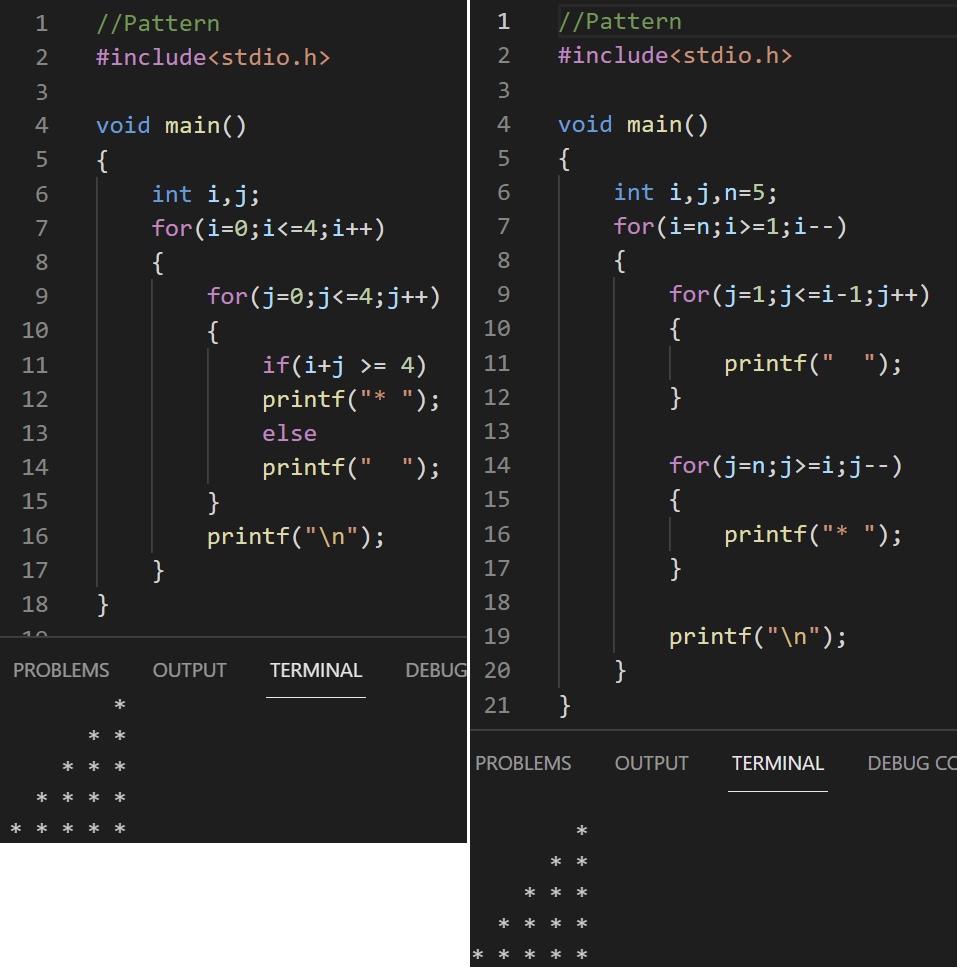 1 //Pattern
2 #include<stdio.h>
3
4 void main()
5 {
6     int i,j;
7     for(i=0;i<=4;i++)
8     {
9         for(j=0;j<=4;j++)
10         {
11             if(i+j >= 4)
12             printf("* ");
13             else
14             printf("  ");
15         }
16         printf("\n");
17     }
18 }
PROBLEMS OUTPUT TERMINAL DEBUG
        *
      * *
    * * *
  * * * *
* * * * *
1 //Pattern
2 #include<stdio.h>
3
4 void main()
5 {
6     int i,j,n=5;
7     for(i=n;i>=1;i--)
8     {
9         for(j=1;j<=i-1;j++)
10         {
11             printf("  ");
12         }
13
14         for(j=n;j>=i;j--)
15         {
16             printf("* ");
17         }
18
19         printf("\n");
20     }
21 }
PROBLEMS OUTPUT TERMINAL DEBUG CO
        *
      * *
    * * *
  * * * *
* * * * *